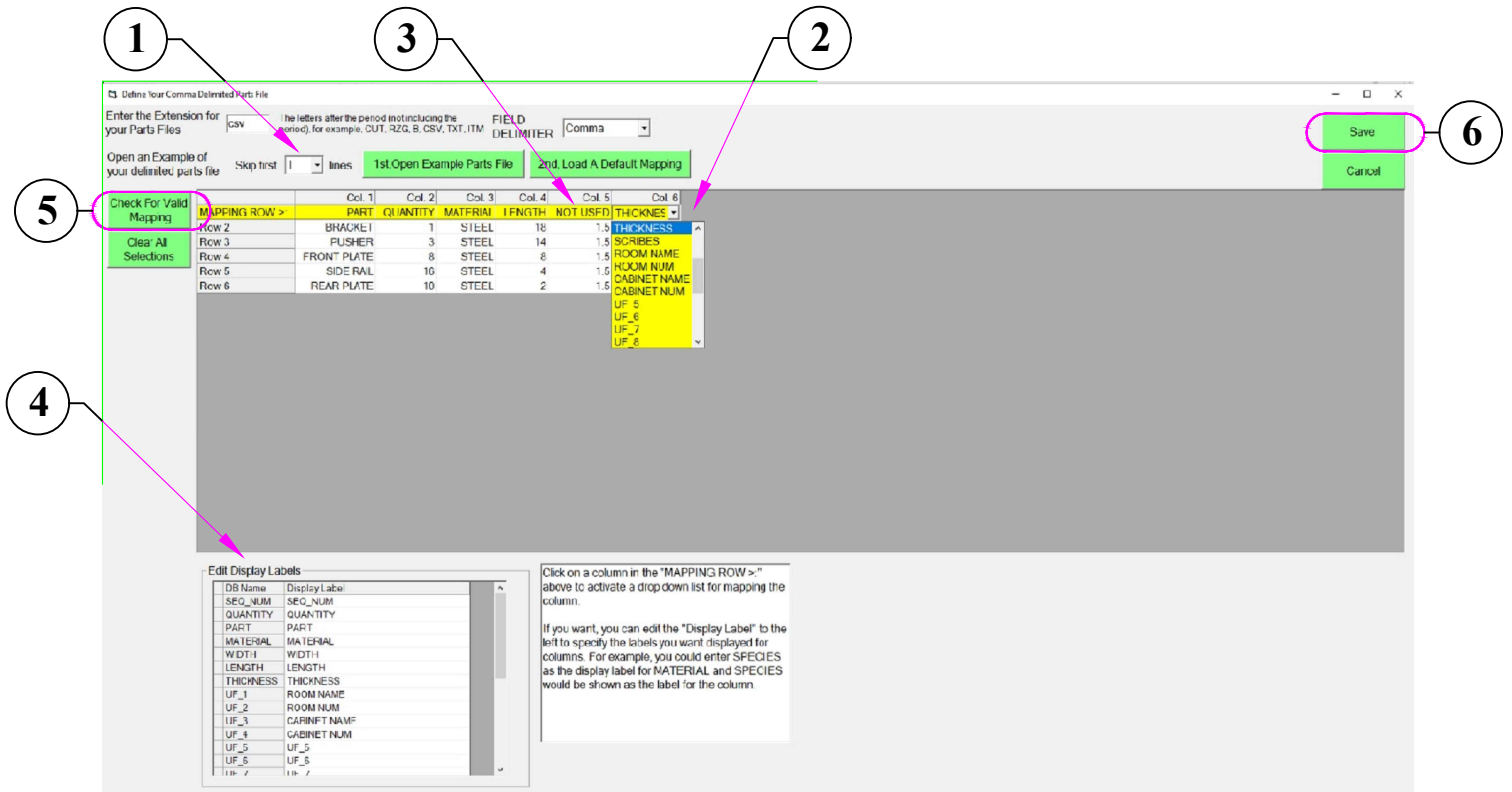 1
3
2
Define Your Comma Delimited Parts File
Enter the Extension for
your Parts Files
csv
The letters after the period (not including the
period), for example, CUT, RZG, B, CSV, TXT, ITM
FIELD
DELIMITER
Comma
Save
6
Open an Example of
your delimited parts file
Skip first
lines
1st.Open Example Parts File
2nd. Load A Default Mapping
Cancel
5
Check For Valid
Mapping
Clear All
Selections
Col. 1 Col. 2 Col. 3 Col. 4 Col. 5 Col. 6
MAPPING ROW >: PART QUANTITY MATERIAL LENGTH NOT USED THICKNES
Row 2 BRACKET 1 STEEL 18 1.5
Row 3 PUSHER 3 STEEL 14 1.5
Row 4 FRONT PLATE 8 STEEL 8 1.5
Row 5 SIDE RAIL 16 STEEL 4 1.5
Row 6 REAR PLATE 10 STEEL 2 1.5
THICKNESS
SCRIBES
ROOM NAME
ROOM NUM
CABINET NAME
CABINET NUM
UF_5
UF_6
UF_7
UF_8
4
Edit Display Labels
DB Name Display Label
SEQ_NUM SEQ_NUM
QUANTITY QUANTITY
PART PART
MATERIAL MATERIAL
WIDTH WIDTH
LENGTH LENGTH
THICKNESS THICKNESS
UF_1 ROOM NAME
UF_2 ROOM NUM
UF_3 CABINET NAME
UF_4 CABINET NUM
UF_5 UF_5
UF_6 UF_6
UF_7 UF_7
Click on a column in the "MAPPING ROW >:"
above to activate a drop down list for mapping the
column.
If you want, you can edit the "Display Label" to the
left to specify the labels you want displayed for
columns. For example, you could enter SPECIES
as the display label for MATERIAL and SPECIES
would be shown as the label for the column.